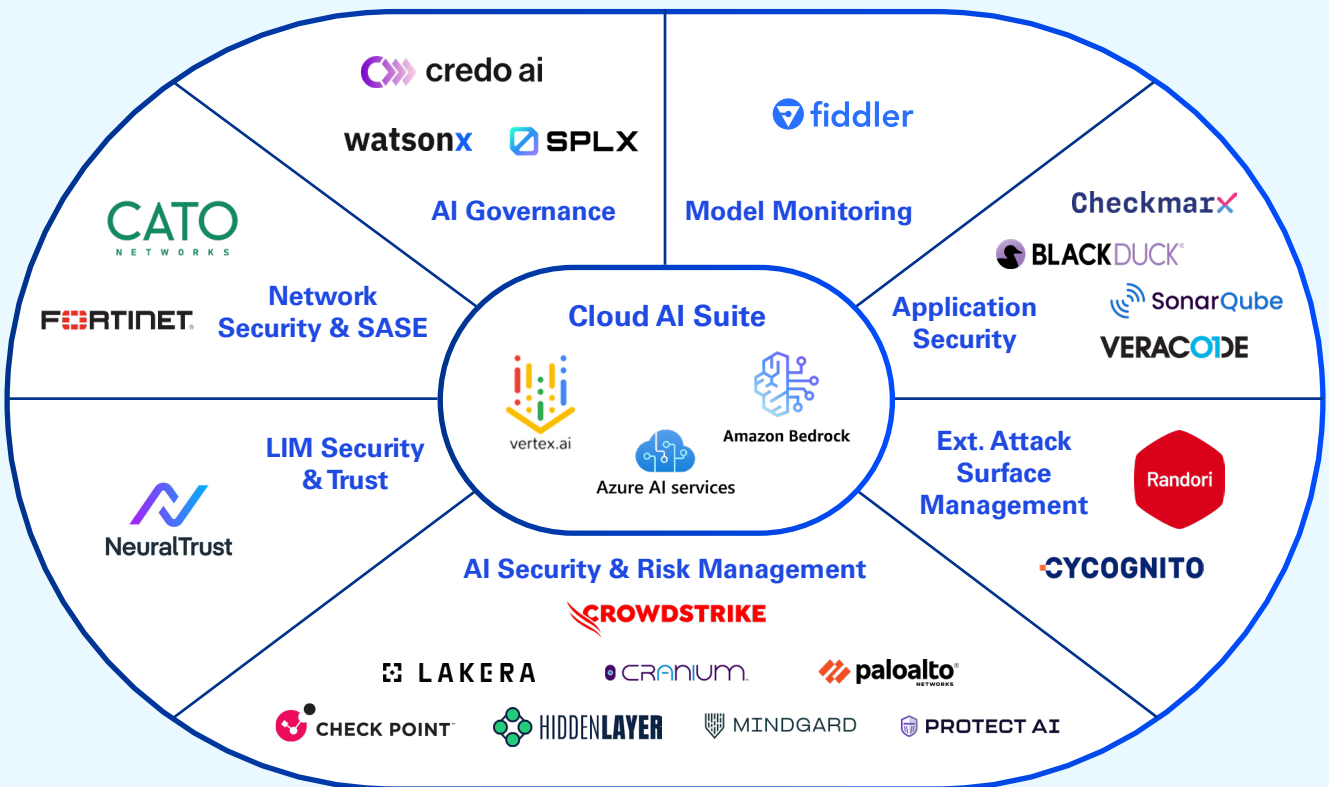 credo ai
watsonx
SPLX
AI Governance
fiddler
Model Monitoring
CATO
NETWORKS
FORTINET
Network
Security & SASE
Checkmarx
BLACKDUCK
SonarQube
VERACODE
Application
Security
Cloud AI Suite
vertex.ai
Amazon Bedrock
Azure AI services
LIM Security
& Trust
NeuralTrust
Ext. Attack
Surface
Management
Randori
CYCOGNITO
AI Security & Risk Management
CROWDSTRIKE
LAKERA
CRANIUM
paloalto®
NETWORKS
CHECK POINT
HIDDENLAYER
MINDGARD
PROTECT AI